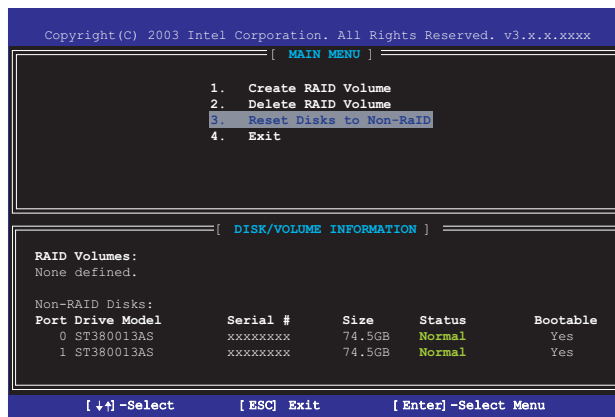 Copyright(C) 2003 Intel Corporation. All Rights Reserved. v3.x.x.xxxx
[ MAIN MENU ]
1. Create RAID Volume
2. Delete RAID Volume
3. Reset Disks to Non-RaID
4. Exit
[ DISK/VOLUME INFORMATION ]
RAID Volumes:
None defined.
Non-RAID Disks:
Port Drive Model Serial # Size Status Bootable
0 ST380013AS xxxxxxxx 74.5GB Normal Yes
1 ST380013AS xxxxxxxx 74.5GB Normal Yes
[↓↑]-Select [ESC] Exit [Enter]-Select Menu